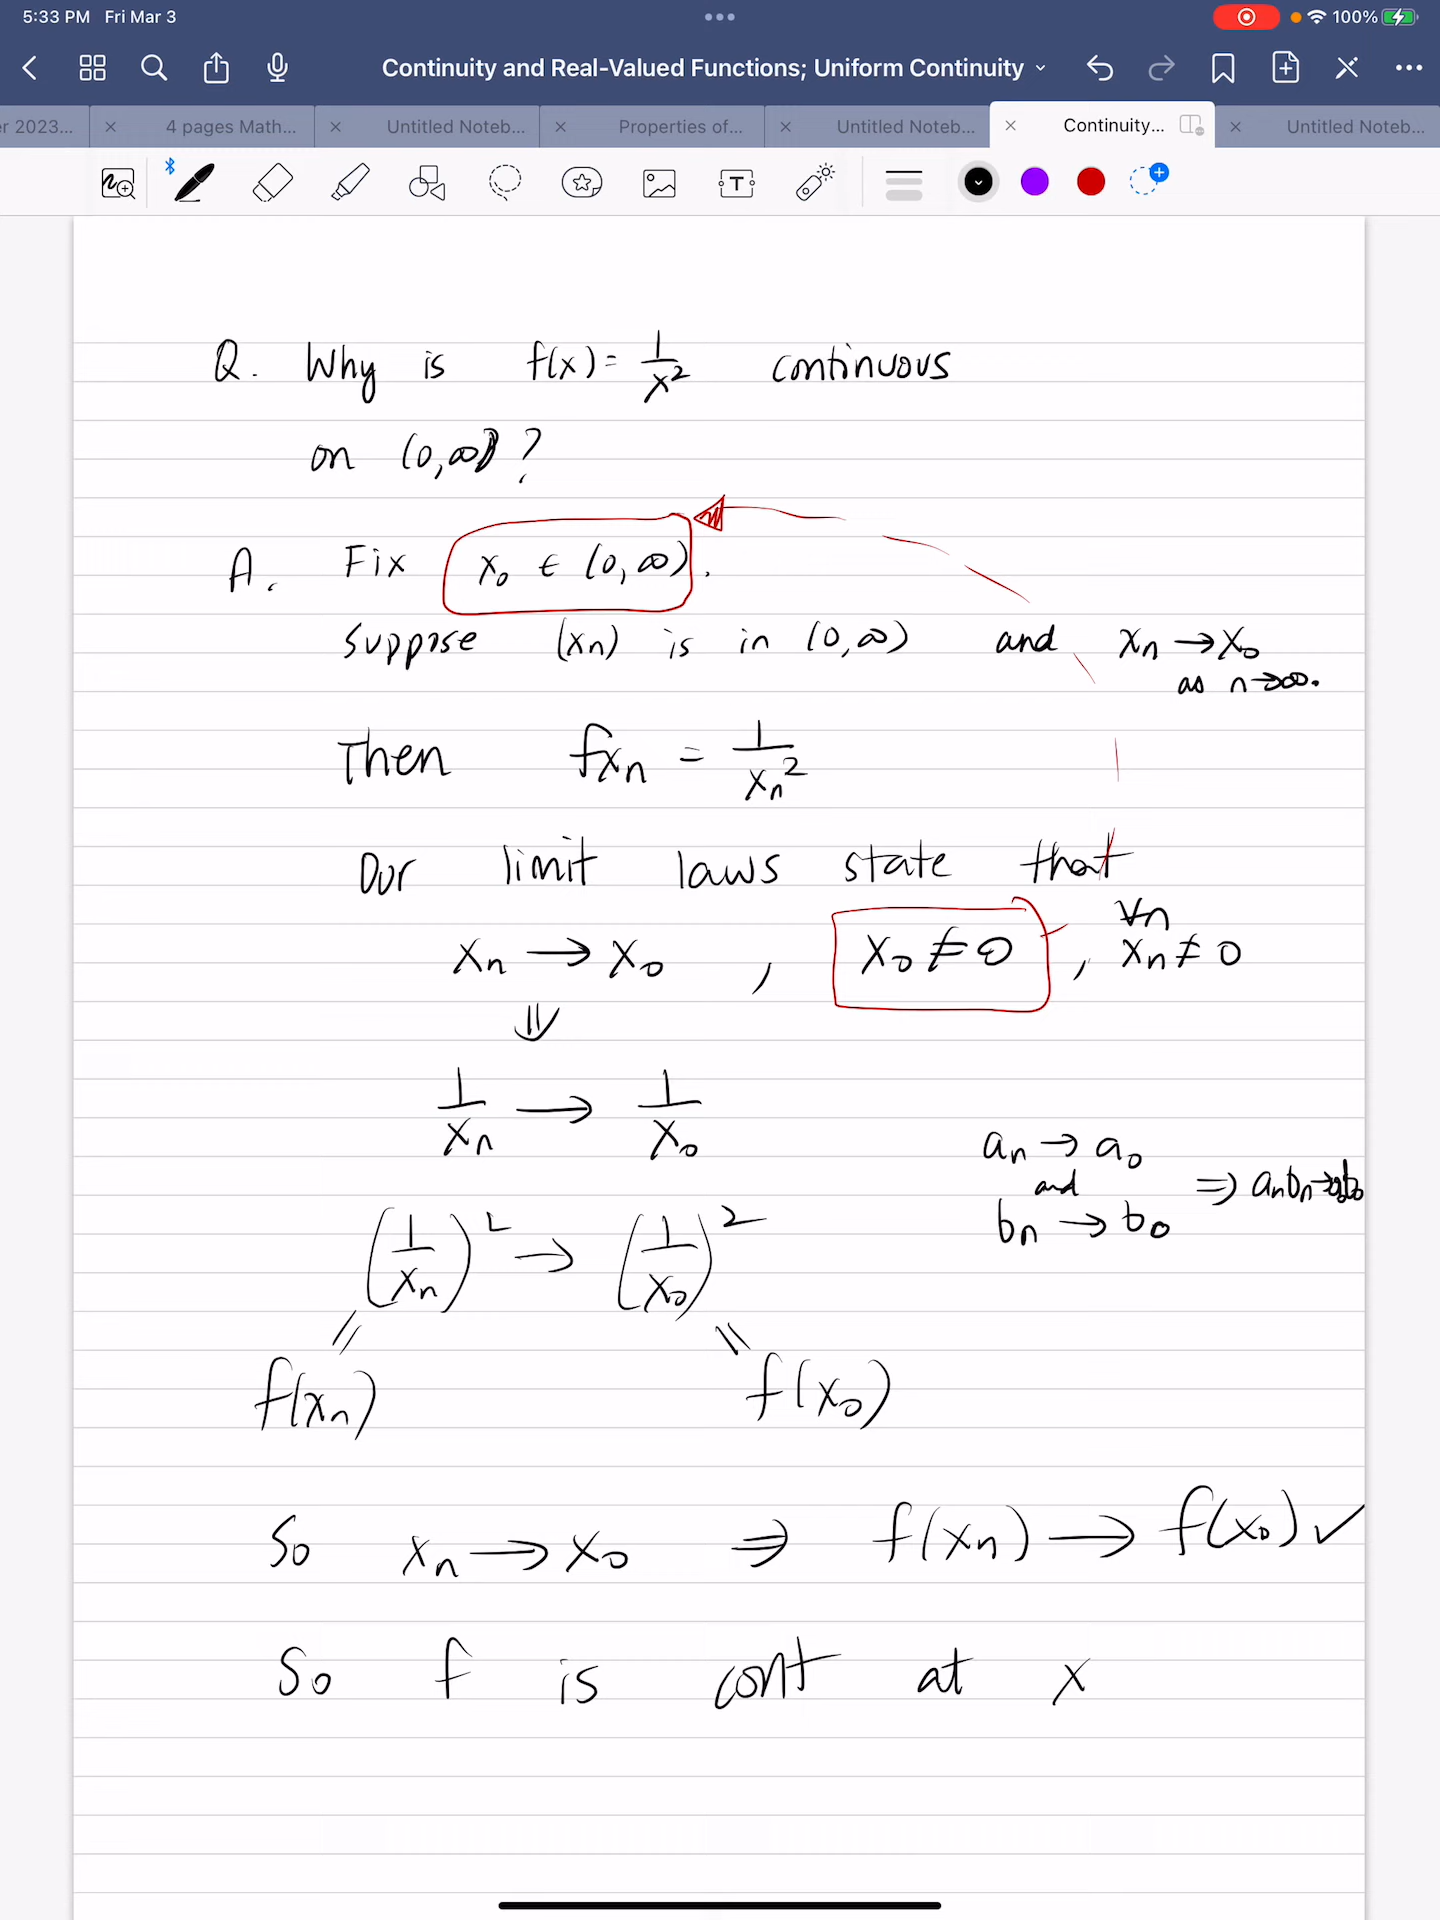 5:33 PM Fri Mar 3
100%
Continuity and Real-Valued Functions; Uniform Continuity
er 2023... × 4 pages Math... × Untitled Noteb... × Properties of... × Untitled Noteb... × Continuity... × Untitled Noteb...
Q. Why is f(x) = 1/x² continuous
on (0,∞)?
A. Fix x₀ ∈ (0,∞).
Suppose (xn) is in (0,∞) and xn → x₀
as n→∞.
Then fxn = 1/xn²
Our limit laws state that
∀n
xn → x₀ , x₀ ≠ 0 , xn ≠ 0
⇓
1/xn → 1/x₀
an → a₀
and ⇒ anbn→a₀b₀
bn → b₀
(1/xn)² → (1/x₀)²
= =
f(xn) f(x₀)
So xn → x₀ ⇒ f(xn) → f(x₀) ✓
So f is cont at x